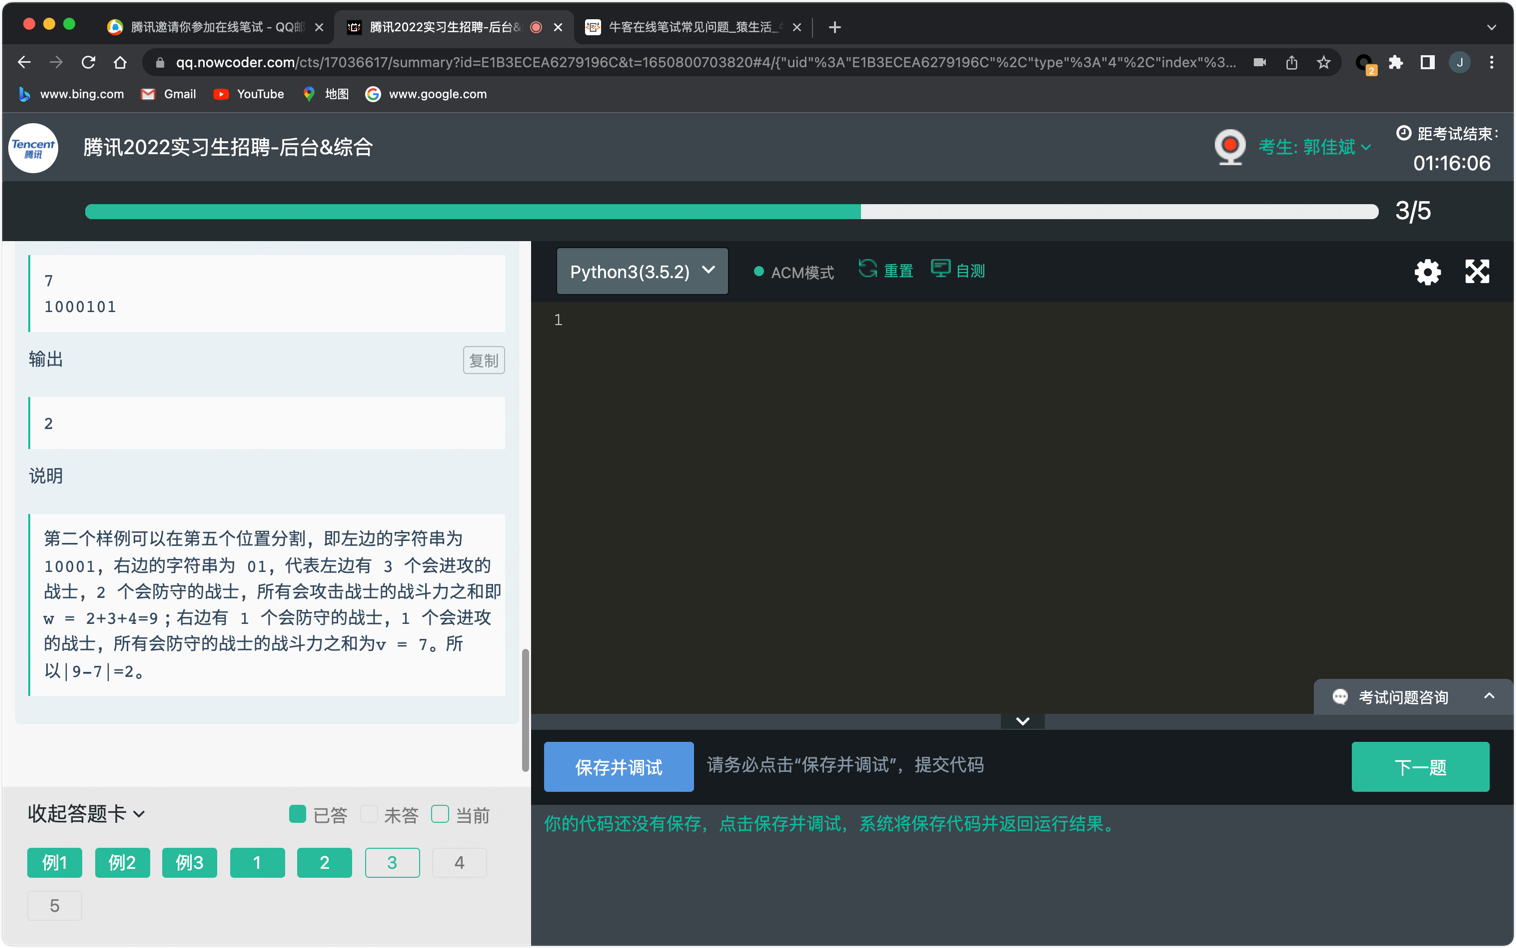 腾讯邀请你参加在线笔试 - QQ邮
腾讯2022实习生招聘-后台&
牛客在线笔试常见问题_猿生活_
qq.nowcoder.com/cts/17036617/summary?id=E1B3ECEA6279196C&t=1650800703820#4/{"uid"%3A"E1B3ECEA6279196C"%2C"type"%3A"4"%2C"index"%3...
2
J
www.bing.com
Gmail
YouTube
地图
www.google.com
Tencent
腾讯
腾讯2022实习生招聘-后台&综合
考生: 郭佳斌
距考试结束:
01:16:06
3/5
7
1000101
输出
复制
2
说明
第二个样例可以在第五个位置分割，即左边的字符串为
10001，右边的字符串为 01，代表左边有 3 个会进攻的
战士，2 个会防守的战士，所有会攻击战士的战斗力之和即
w = 2+3+4=9；右边有 1 个会防守的战士，1 个会进攻
的战士，所有会防守的战士的战斗力之和为v = 7。所
以|9-7|=2。
收起答题卡
已答
未答
当前
例1
例2
例3
1
2
3
4
5
Python3(3.5.2)
ACM模式
重置
自测
1
考试问题咨询
保存并调试
请务必点击“保存并调试”，提交代码
下一题
你的代码还没有保存，点击保存并调试，系统将保存代码并返回运行结果。